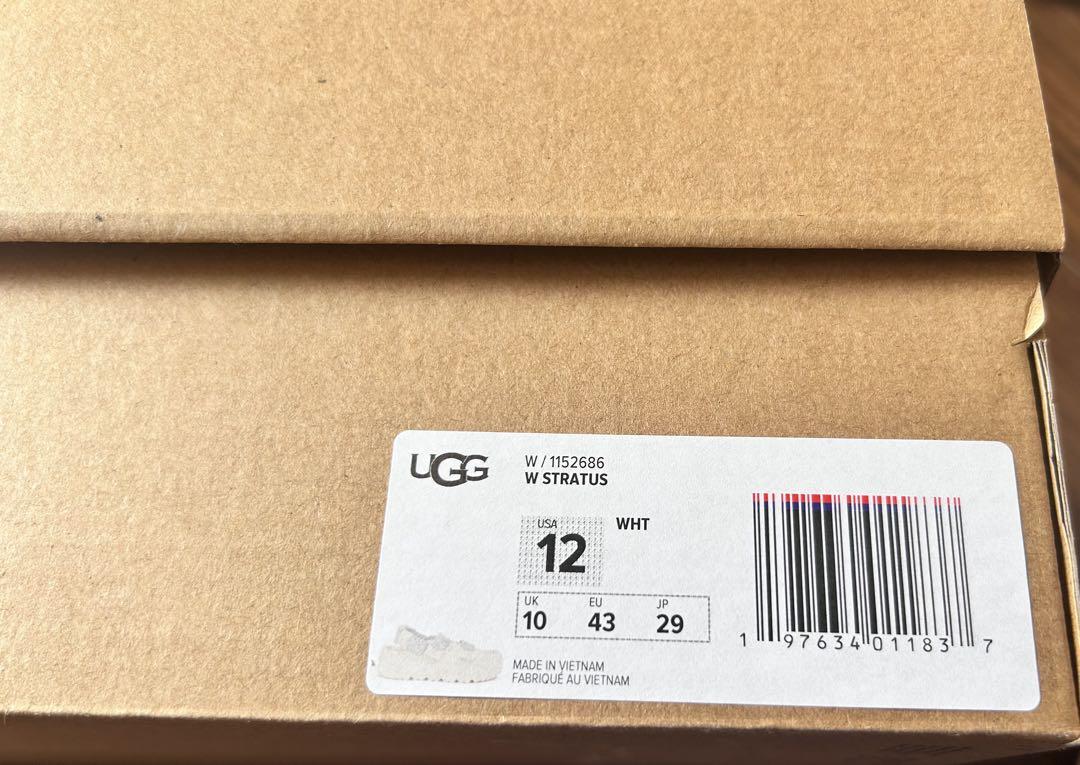 UGG
W / 1152686
W STRATUS
USA
12
WHT
UK EU JP
10 43 29
MADE IN VIETNAM
FABRIQUÉ AU VIETNAM
1 97634 01183 7